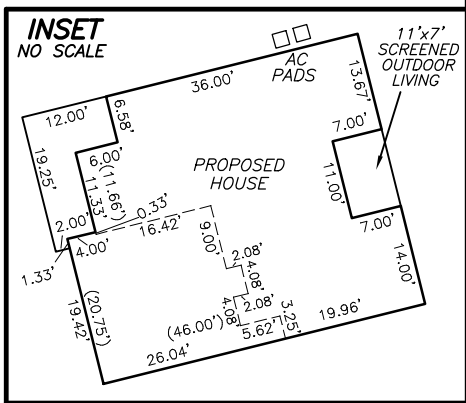 INSET
NO SCALE
11'x7'
SCREENED
OUTDOOR
LIVING
AC
PADS
36.00'
13.67'
12.00'
6.58'
7.00'
6.00'
19.25'
(11.66')
11.33'
PROPOSED
HOUSE
11.00'
0.33'
16.42'
2.00'
4.00'
1.33'
7.00'
9.00'
14.00'
2.08'
4.08'
19.42'
(20.75')
4.08'
2.08'
3.25'
(46.00')
5.62'
19.96'
26.04'